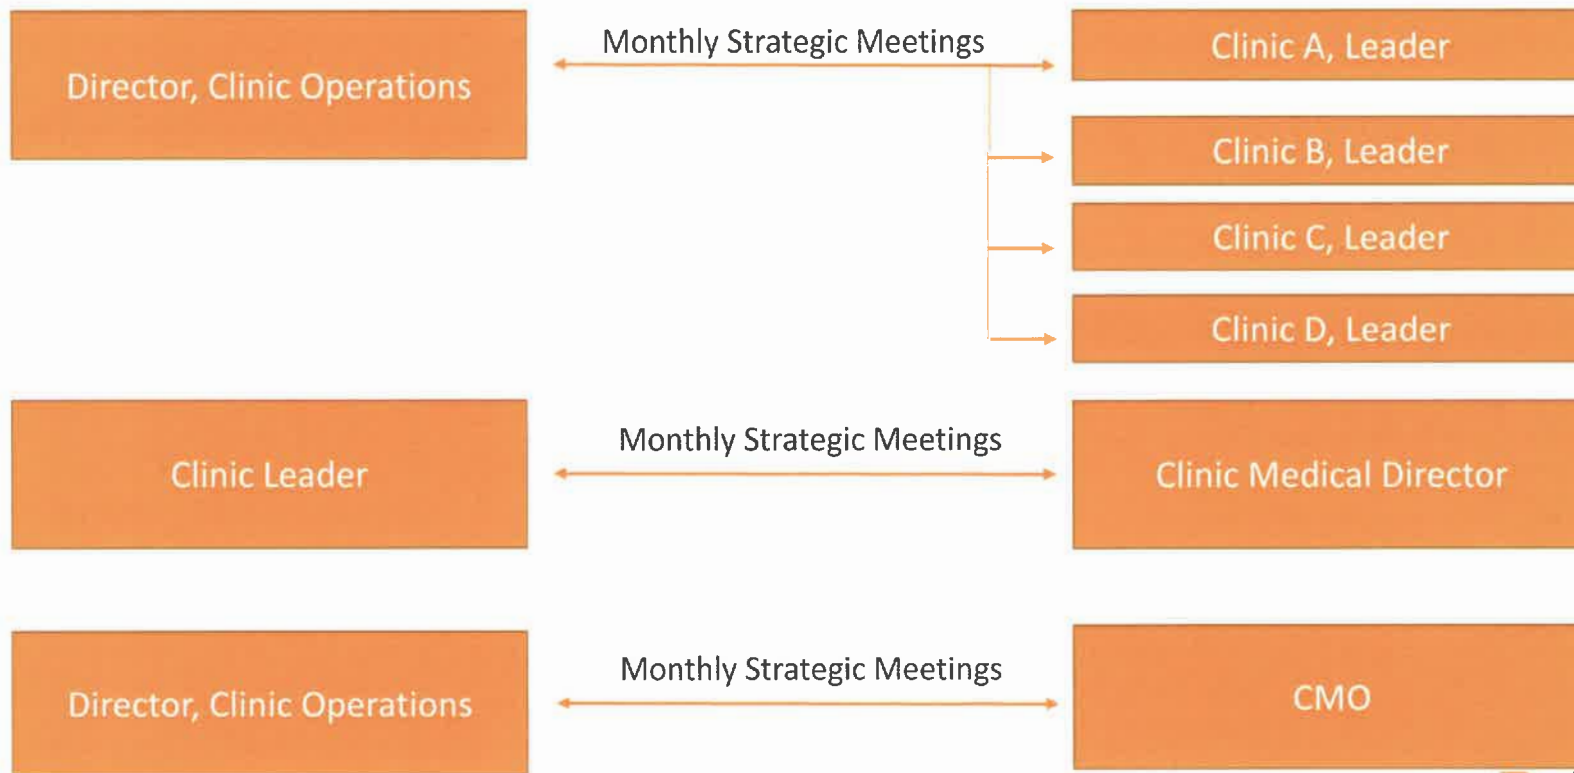 Director, Clinic Operations
Monthly Strategic Meetings
Clinic A, Leader
Clinic B, Leader
Clinic C, Leader
Clinic D, Leader
Clinic Leader
Monthly Strategic Meetings
Clinic Medical Director
Director, Clinic Operations
Monthly Strategic Meetings
CMO